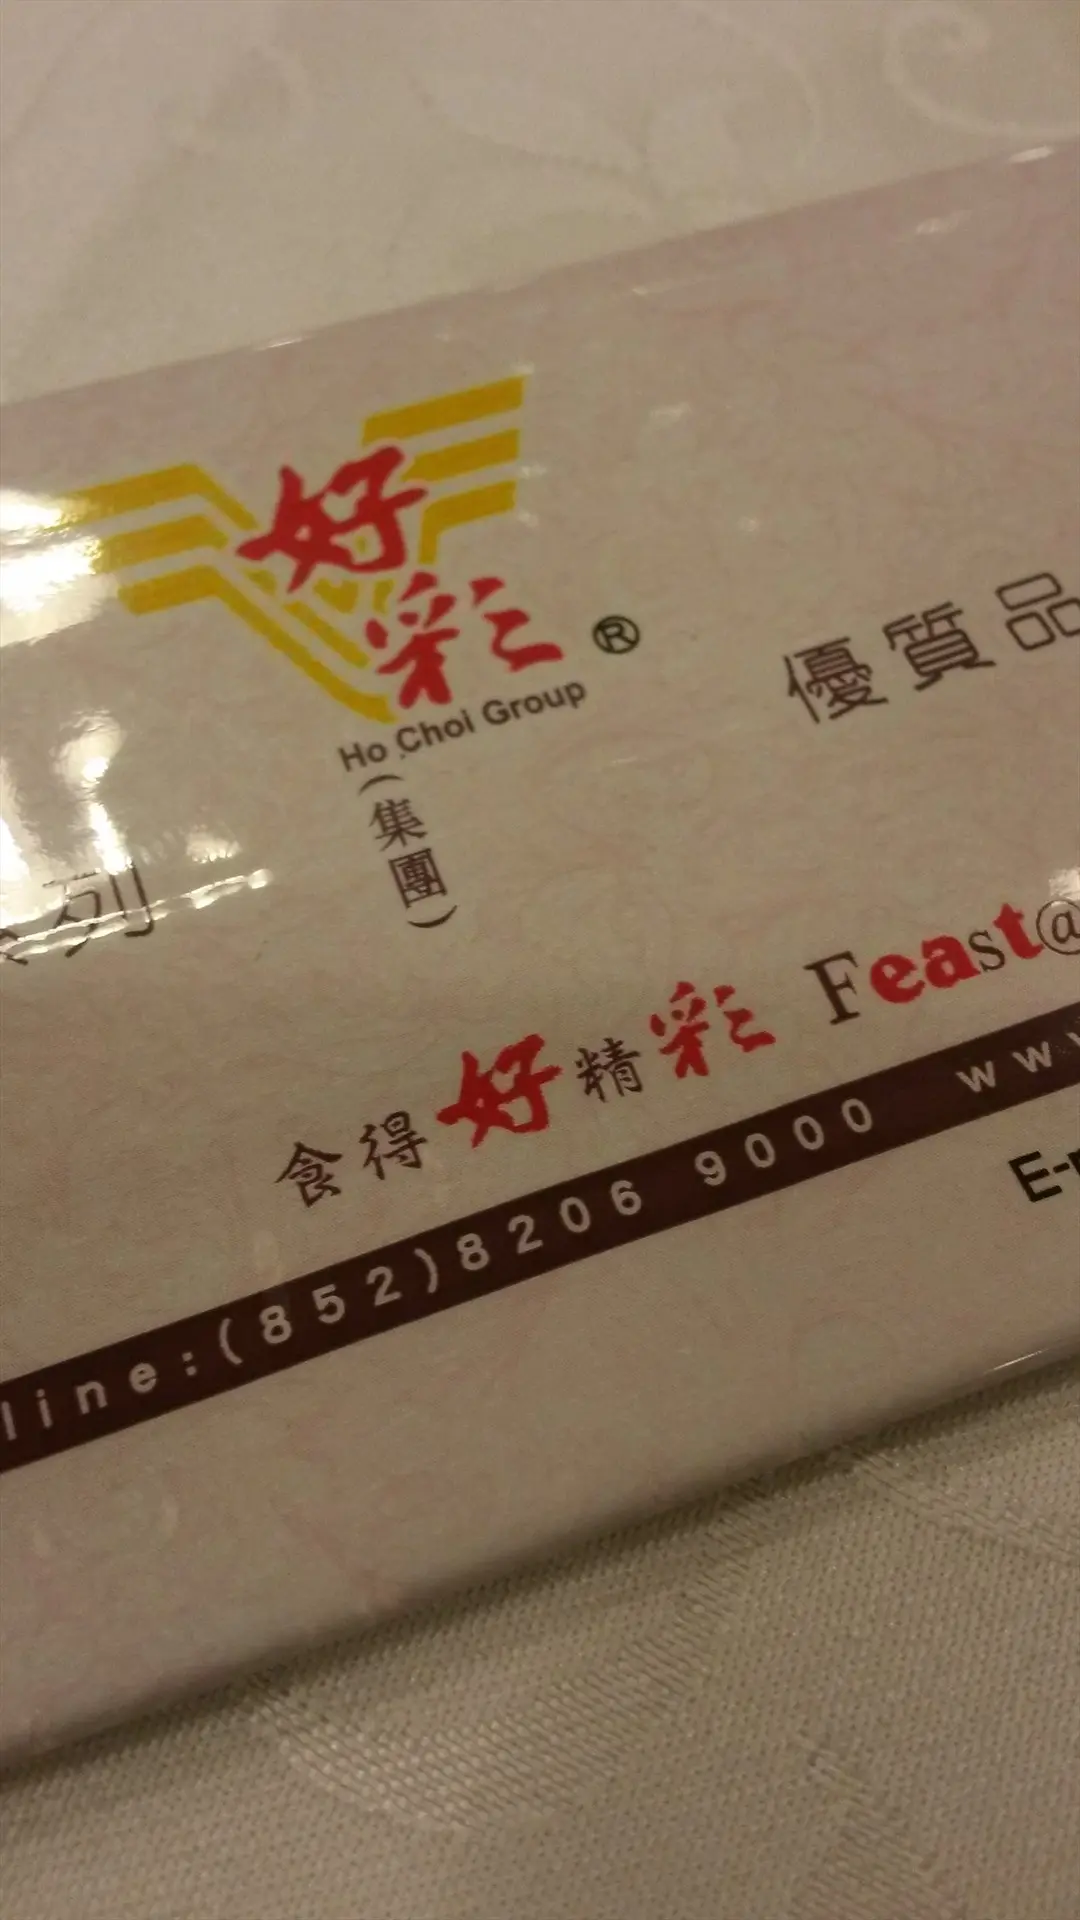 好彩®
Ho Choi Group
(集團)
優質品
列
食得好精彩 Feast@
line:(852)8206 9000 www
E-